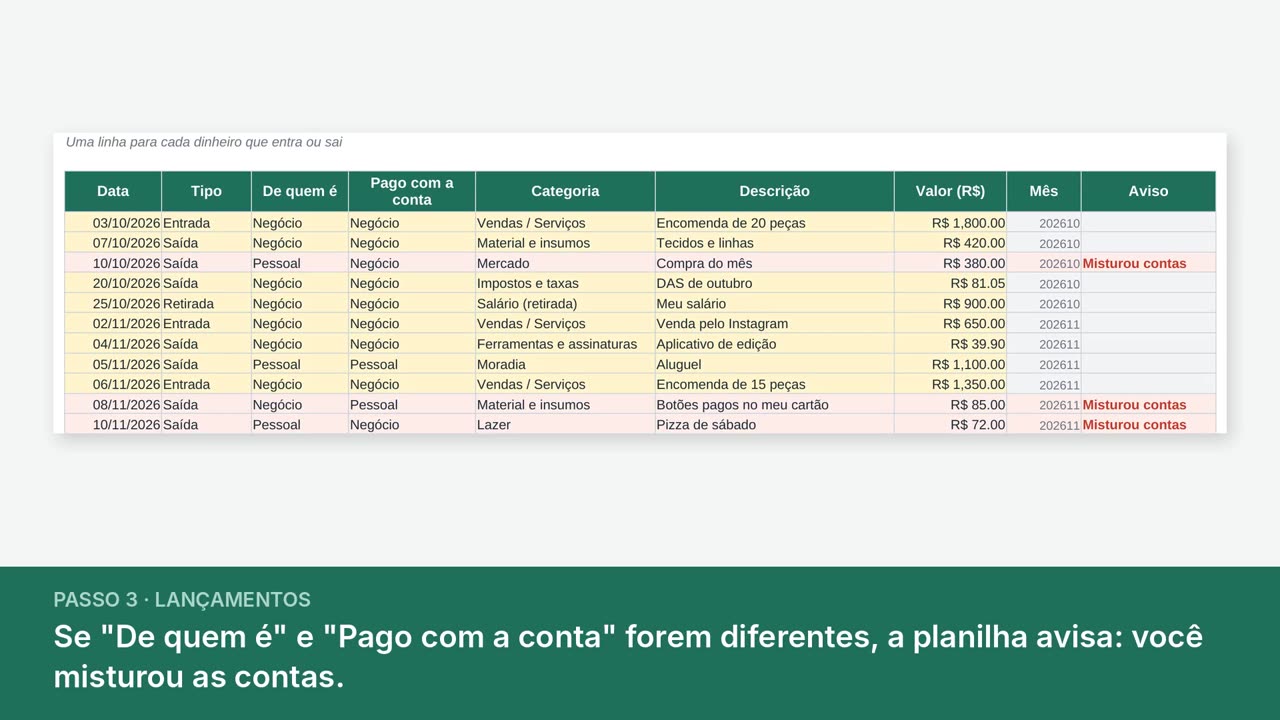 Uma linha para cada dinheiro que entra ou sai
Data Tipo De quem é Pago com a conta Categoria Descrição Valor (R$) Mês Aviso
03/10/2026 Entrada Negócio Negócio Vendas / Serviços Encomenda de 20 peças R$ 1,800.00 202610
07/10/2026 Saída Negócio Negócio Material e insumos Tecidos e linhas R$ 420.00 202610
10/10/2026 Saída Pessoal Negócio Mercado Compra do mês R$ 380.00 202610 Misturou contas
20/10/2026 Saída Negócio Negócio Impostos e taxas DAS de outubro R$ 81.05 202610
25/10/2026 Retirada Negócio Negócio Salário (retirada) Meu salário R$ 900.00 202610
02/11/2026 Entrada Negócio Negócio Vendas / Serviços Venda pelo Instagram R$ 650.00 202611
04/11/2026 Saída Negócio Negócio Ferramentas e assinaturas Aplicativo de edição R$ 39.90 202611
05/11/2026 Saída Pessoal Pessoal Moradia Aluguel R$ 1,100.00 202611
06/11/2026 Entrada Negócio Negócio Vendas / Serviços Encomenda de 15 peças R$ 1,350.00 202611
08/11/2026 Saída Negócio Pessoal Material e insumos Botões pagos no meu cartão R$ 85.00 202611 Misturou contas
10/11/2026 Saída Pessoal Negócio Lazer Pizza de sábado R$ 72.00 202611 Misturou contas
PASSO 3 · LANÇAMENTOS
Se "De quem é" e "Pago com a conta" forem diferentes, a planilha avisa: você
misturou as contas.